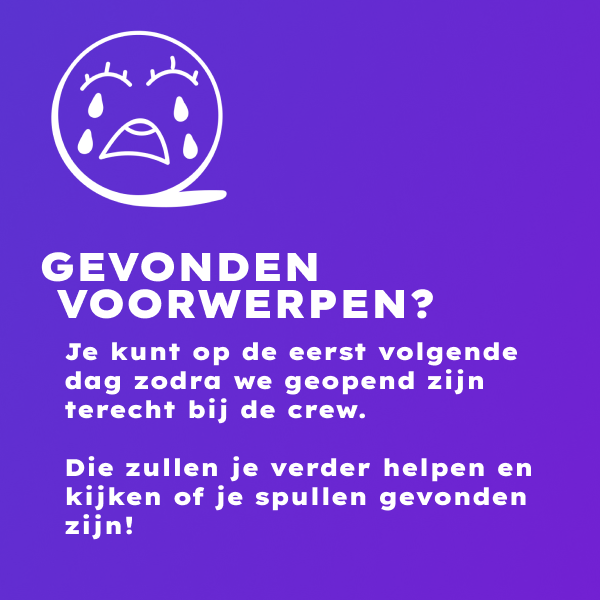 GEVONDEN
VOORWERPEN?
Je kunt op de eerst volgende
dag zodra we geopend zijn
terecht bij de crew.
Die zullen je verder helpen en
kijken of je spullen gevonden
zijn!